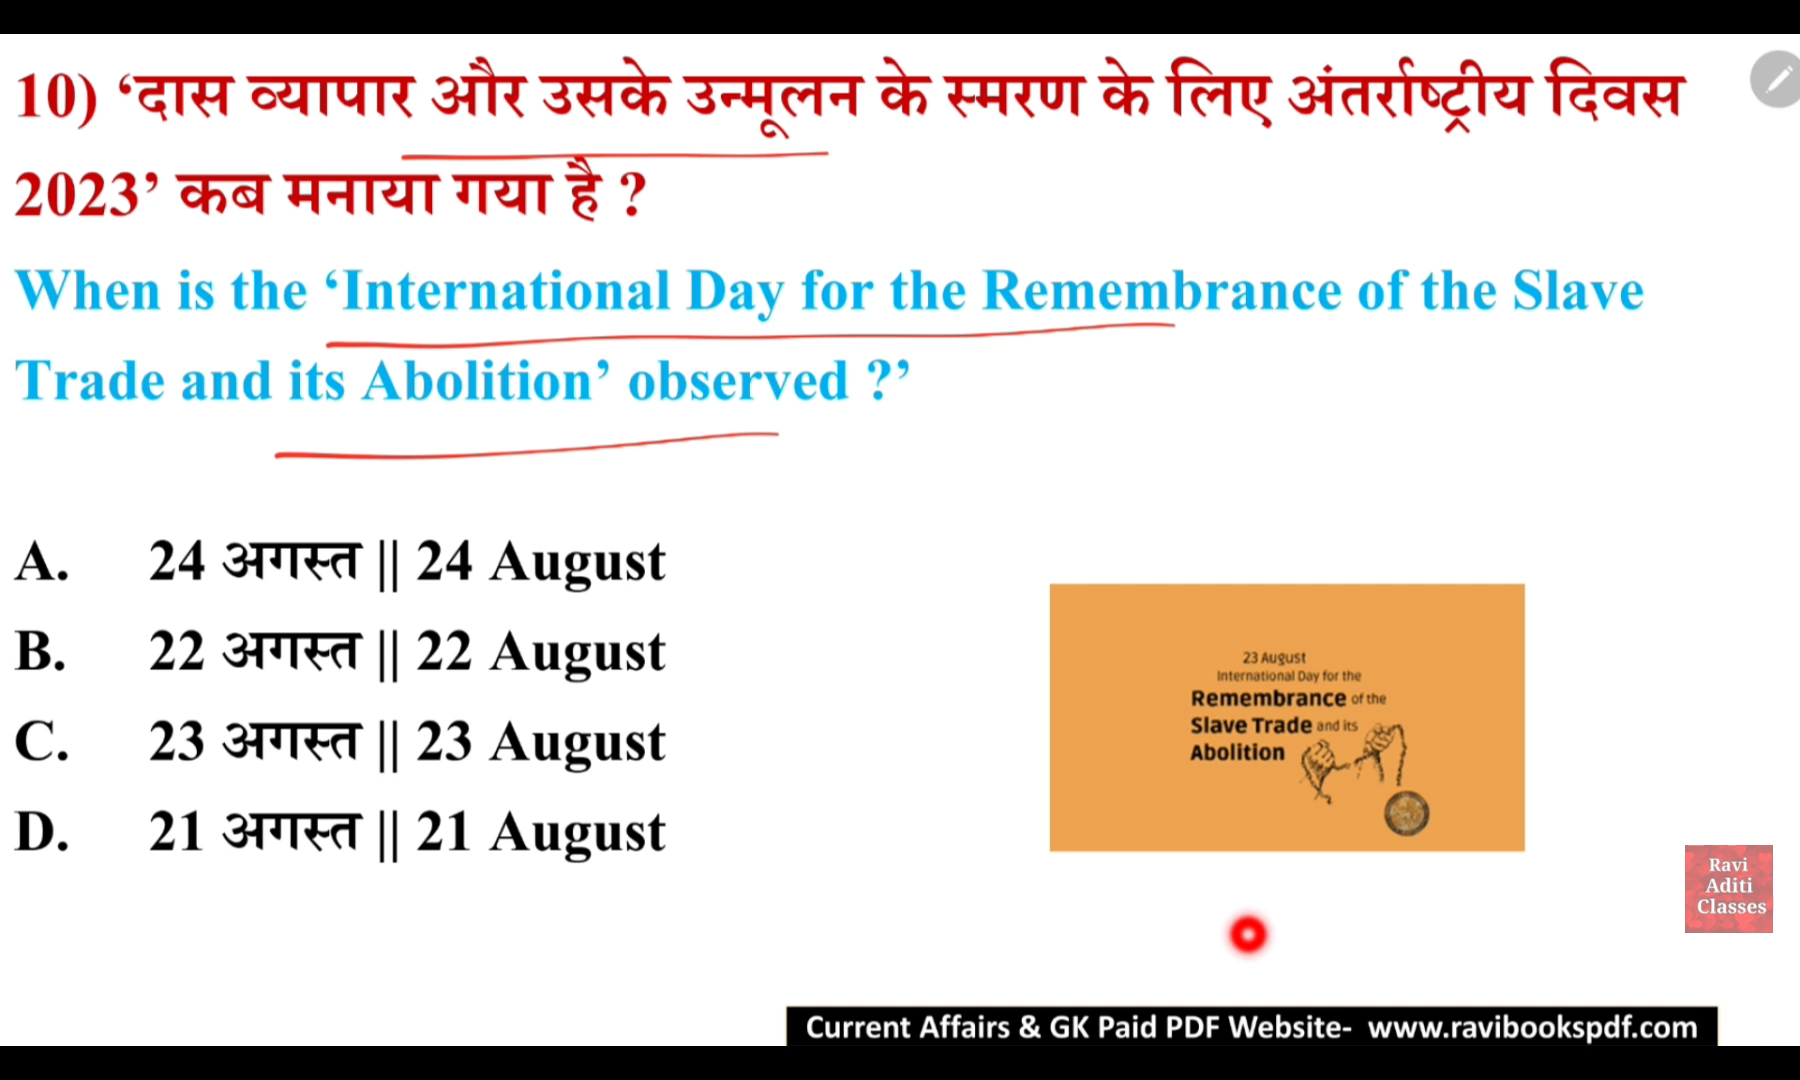 10) ‘दास व्यापार और उसके उन्मूलन के स्मरण के लिए अंतर्राष्ट्रीय दिवस
2023’ कब मनाया गया है ?
When is the ‘International Day for the Remembrance of the Slave
Trade and its Abolition’ observed ?’
A. 24 अगस्त || 24 August
B. 22 अगस्त || 22 August
C. 23 अगस्त || 23 August
D. 21 अगस्त || 21 August
23 August
International Day for the
Remembrance of the
Slave Trade and its
Abolition
Ravi
Aditi
Classes
Current Affairs & GK Paid PDF Website- www.ravibookspdf.com